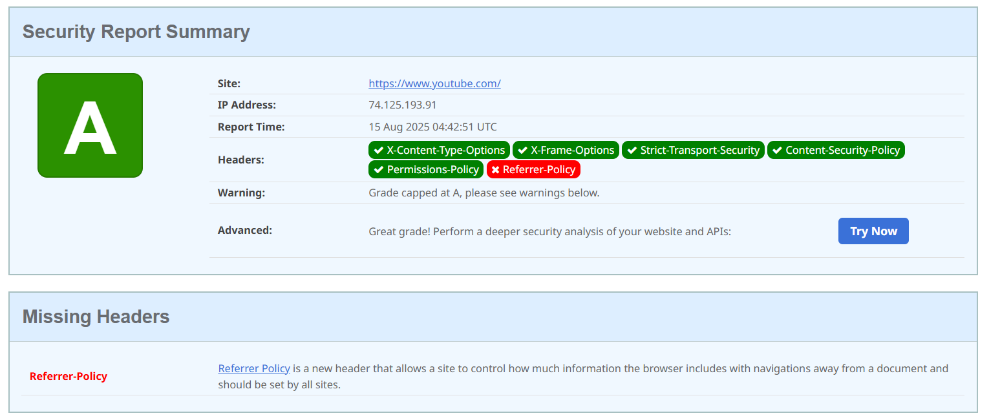 Security Report Summary
A
Site: https://www.youtube.com/
IP Address: 74.125.193.91
Report Time: 15 Aug 2025 04:42:51 UTC
Headers: X-Content-Type-Options X-Frame-Options Strict-Transport-Security Content-Security-Policy
Permissions-Policy Referrer-Policy
Warning: Grade capped at A, please see warnings below.
Advanced: Great grade! Perform a deeper security analysis of your website and APIs: Try Now
Missing Headers
Referrer-Policy
Referrer Policy is a new header that allows a site to control how much information the browser includes with navigations away from a document and
should be set by all sites.